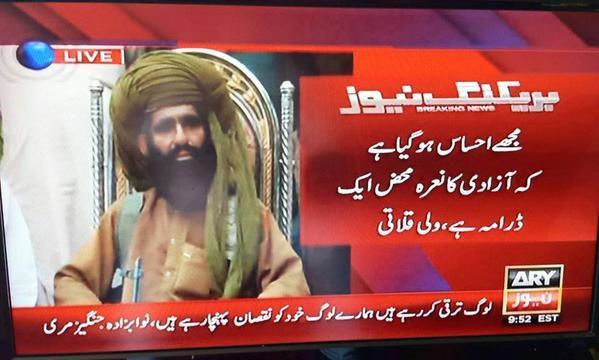 LIVE
بریکنگ نیوز
BREAKING NEWS
مجھے احساس ہوگیا ہے
کہ آزادی کا نعرہ محض ایک
ڈرامہ ہے، ولی قلاتی
ARY
نیوز
9:52 EST
لوگ ترقی کر رہے ہیں ہمارے لوگ خود کو نقصان پہنچا رہے ہیں، نوابزادہ جنگیز مری